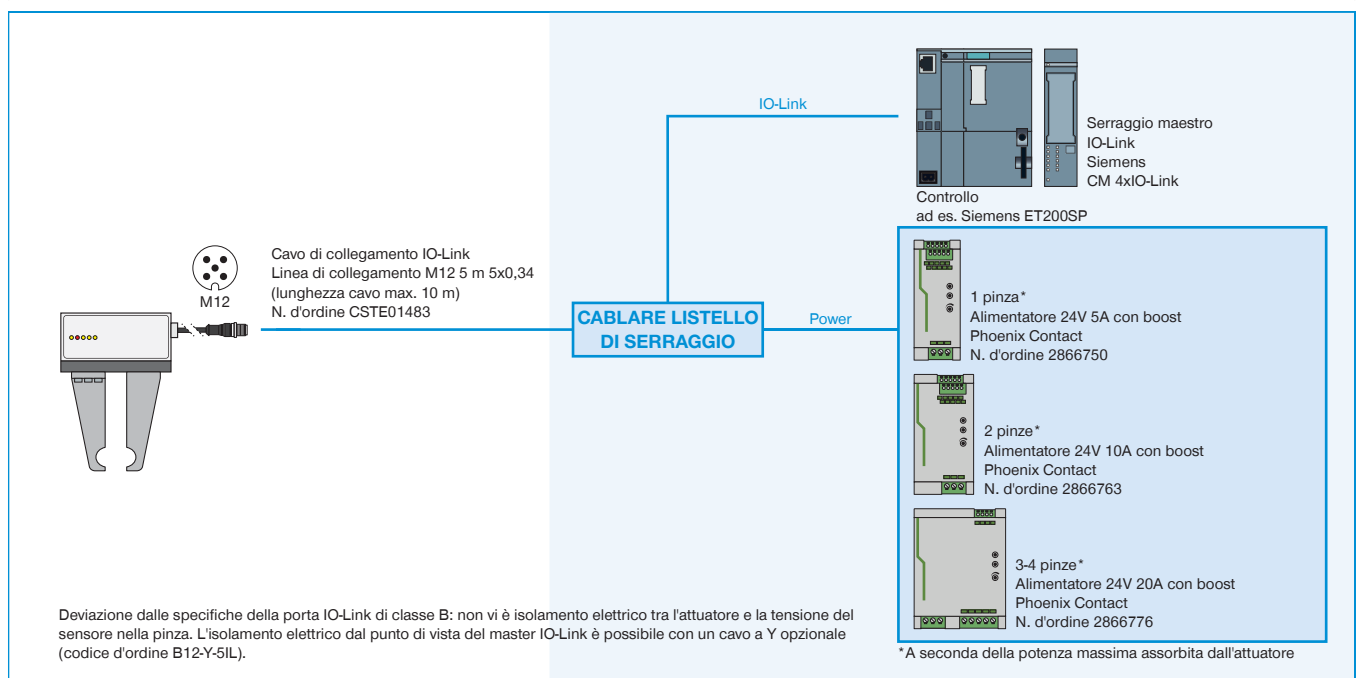 IO-Link
Serraggio maestro
IO-Link
Siemens
CM 4xIO-Link
Controllo
ad es. Siemens ET200SP
M12
Cavo di collegamento IO-Link
Linea di collegamento M12 5 m 5x0,34
(lunghezza cavo max. 10 m)
N. d'ordine CSTE01483
CABLARE LISTELLO
DI SERRAGGIO
Power
1 pinza*
Alimentatore 24V 5A con boost
Phoenix Contact
N. d'ordine 2866750
2 pinze*
Alimentatore 24V 10A con boost
Phoenix Contact
N. d'ordine 2866763
3-4 pinze*
Alimentatore 24V 20A con boost
Phoenix Contact
N. d'ordine 2866776
*A seconda della potenza massima assorbita dall'attuatore
Deviazione dalle specifiche della porta IO-Link di classe B: non vi è isolamento elettrico tra l'attuatore e la tensione del
sensore nella pinza. L'isolamento elettrico dal punto di vista del master IO-Link è possibile con un cavo a Y opzionale
(codice d'ordine B12-Y-5IL).